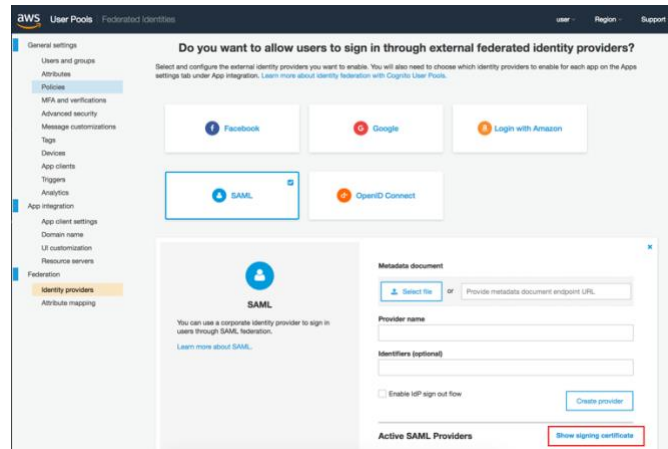 aws User Pools Federated Identities user Region Support
General settings
Users and groups
Attributes
Policies
MFA and verifications
Advanced security
Message customizations
Tags
Devices
App clients
Triggers
Analytics
App integration
App client settings
Domain name
UI customization
Resource servers
Federation
Identity providers
Attribute mapping
Do you want to allow users to sign in through external federated identity providers?
Select and configure the external identity providers you want to enable. You will also need to choose which identity providers to enable for each app on the Apps
settings tab under App integration. Learn more about identity federation with Cognito User Pools.
Facebook
Google
Login with Amazon
SAML
OpenID Connect
SAML
You can use a corporate identity provider to sign in
users through SAML federation.
Learn more about SAML.
Metadata document
Select file or Provide metadata document endpoint URL
Provider name
Identifiers (optional)
Enable IdP sign out flow
Create provider
Active SAML Providers Show signing certificate